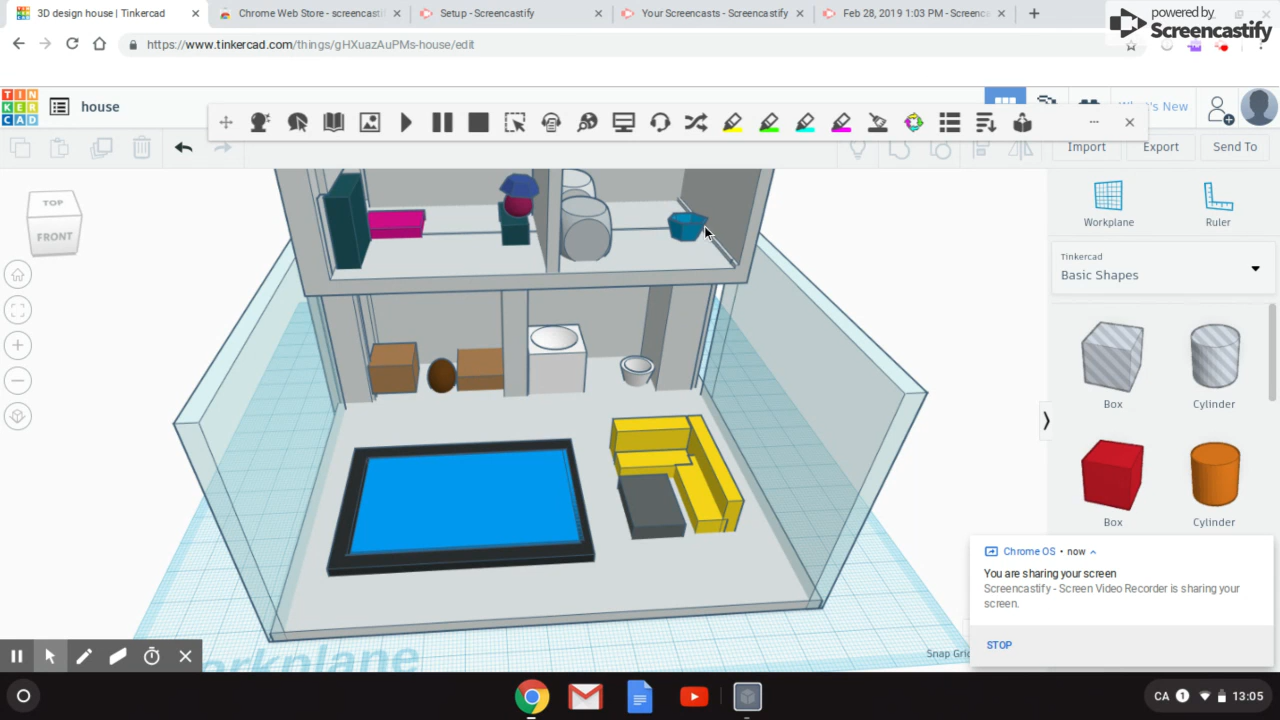 3D design house | Tinkercad
Chrome Web Store - screencasti
Setup - Screencastify
Your Screencasts - Screencastify
Feb 28, 2019 1:03 PM - Screenca
powered by
Screencastify
https://www.tinkercad.com/things/gHXuazAuPMs-house/edit
TIN
KER
CAD
house
What's New
Import
Export
Send To
TOP
FRONT
Workplane
Ruler
Tinkercad
Basic Shapes
Box
Cylinder
Box
Cylinder
Chrome OS • now
You are sharing your screen
Screencastify - Screen Video Recorder is sharing your
screen.
STOP
orkplane
Snap Grid
CA 1 13:05